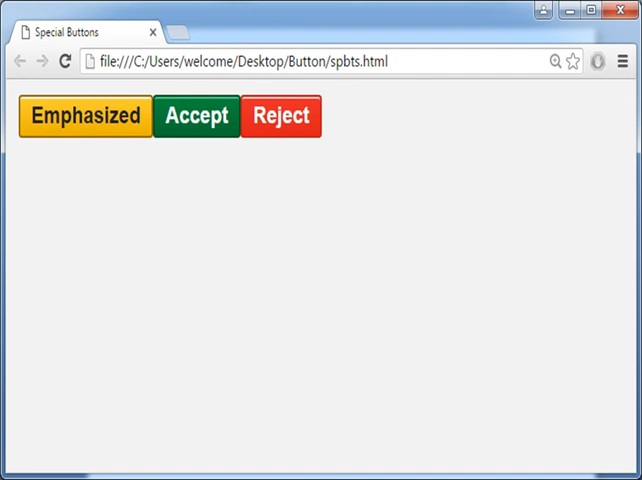 Special Buttons
file:///C:/Users/welcome/Desktop/Button/spbts.html
Emphasized Accept Reject